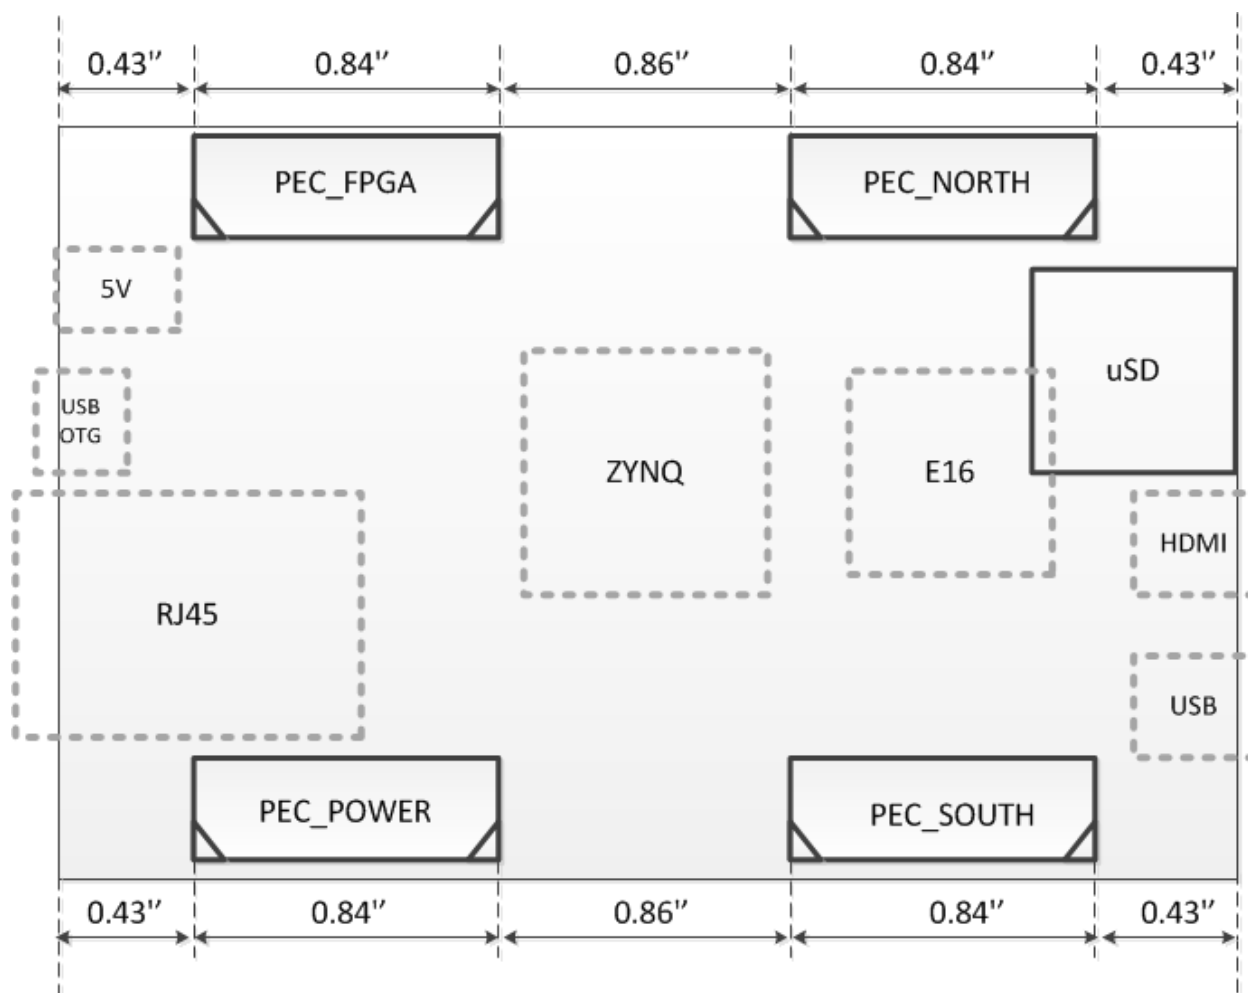 0.43″ 0.84″ 0.86″ 0.84″ 0.43″
PEC_FPGA PEC_NORTH
5V
uSD
USB
OTG
ZYNQ E16
HDMI
RJ45
USB
PEC_POWER PEC_SOUTH
0.43″ 0.84″ 0.86″ 0.84″ 0.43″